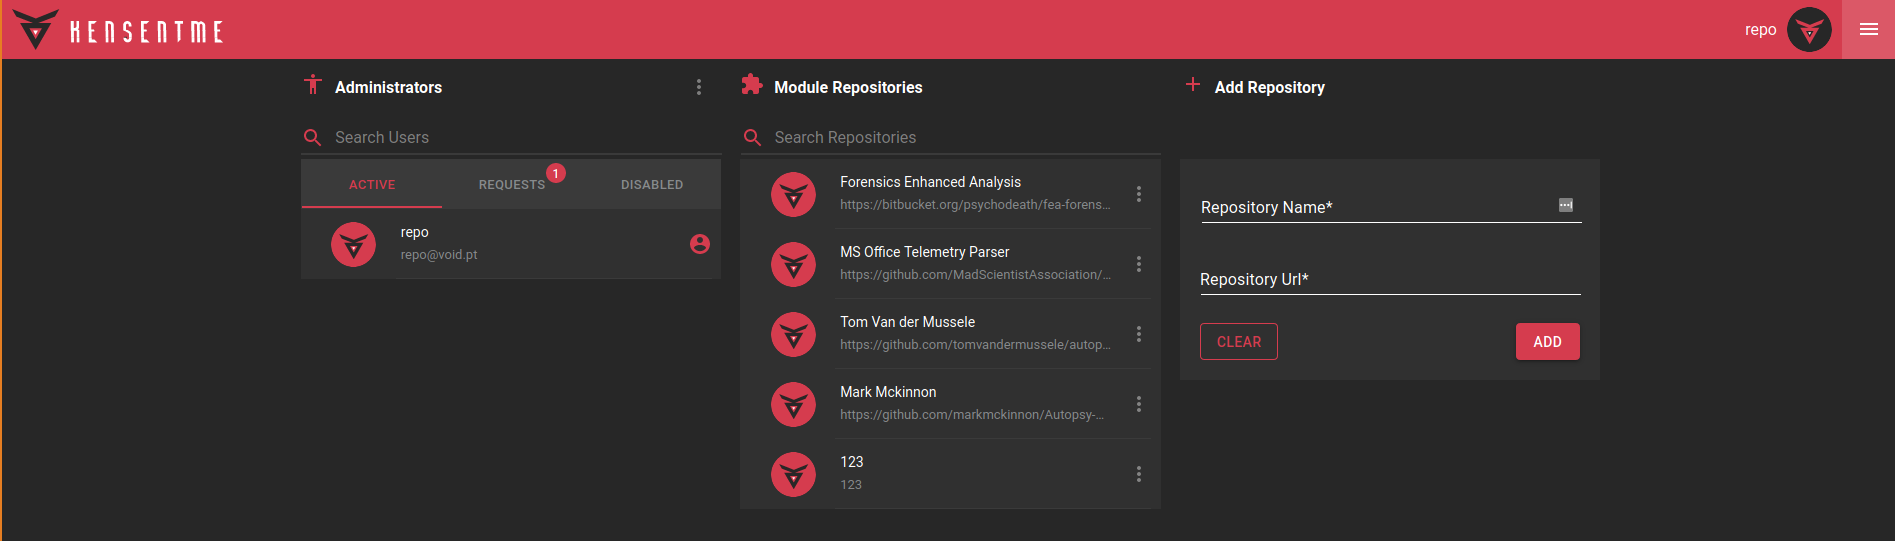 KENSENTME
repo
Administrators
Search Users
ACTIVE
REQUESTS
1
DISABLED
repo
repo@void.pt
Module Repositories
Search Repositories
Forensics Enhanced Analysis
https://bitbucket.org/psychodeath/fea-forens...
MS Office Telemetry Parser
https://github.com/MadScientistAssociation/...
Tom Van der Mussele
https://github.com/tomvandermussele/autop...
Mark Mckinnon
https://github.com/markmckinnon/Autopsy-...
123
123
Add Repository
Repository Name*
Repository Url*
CLEAR
ADD